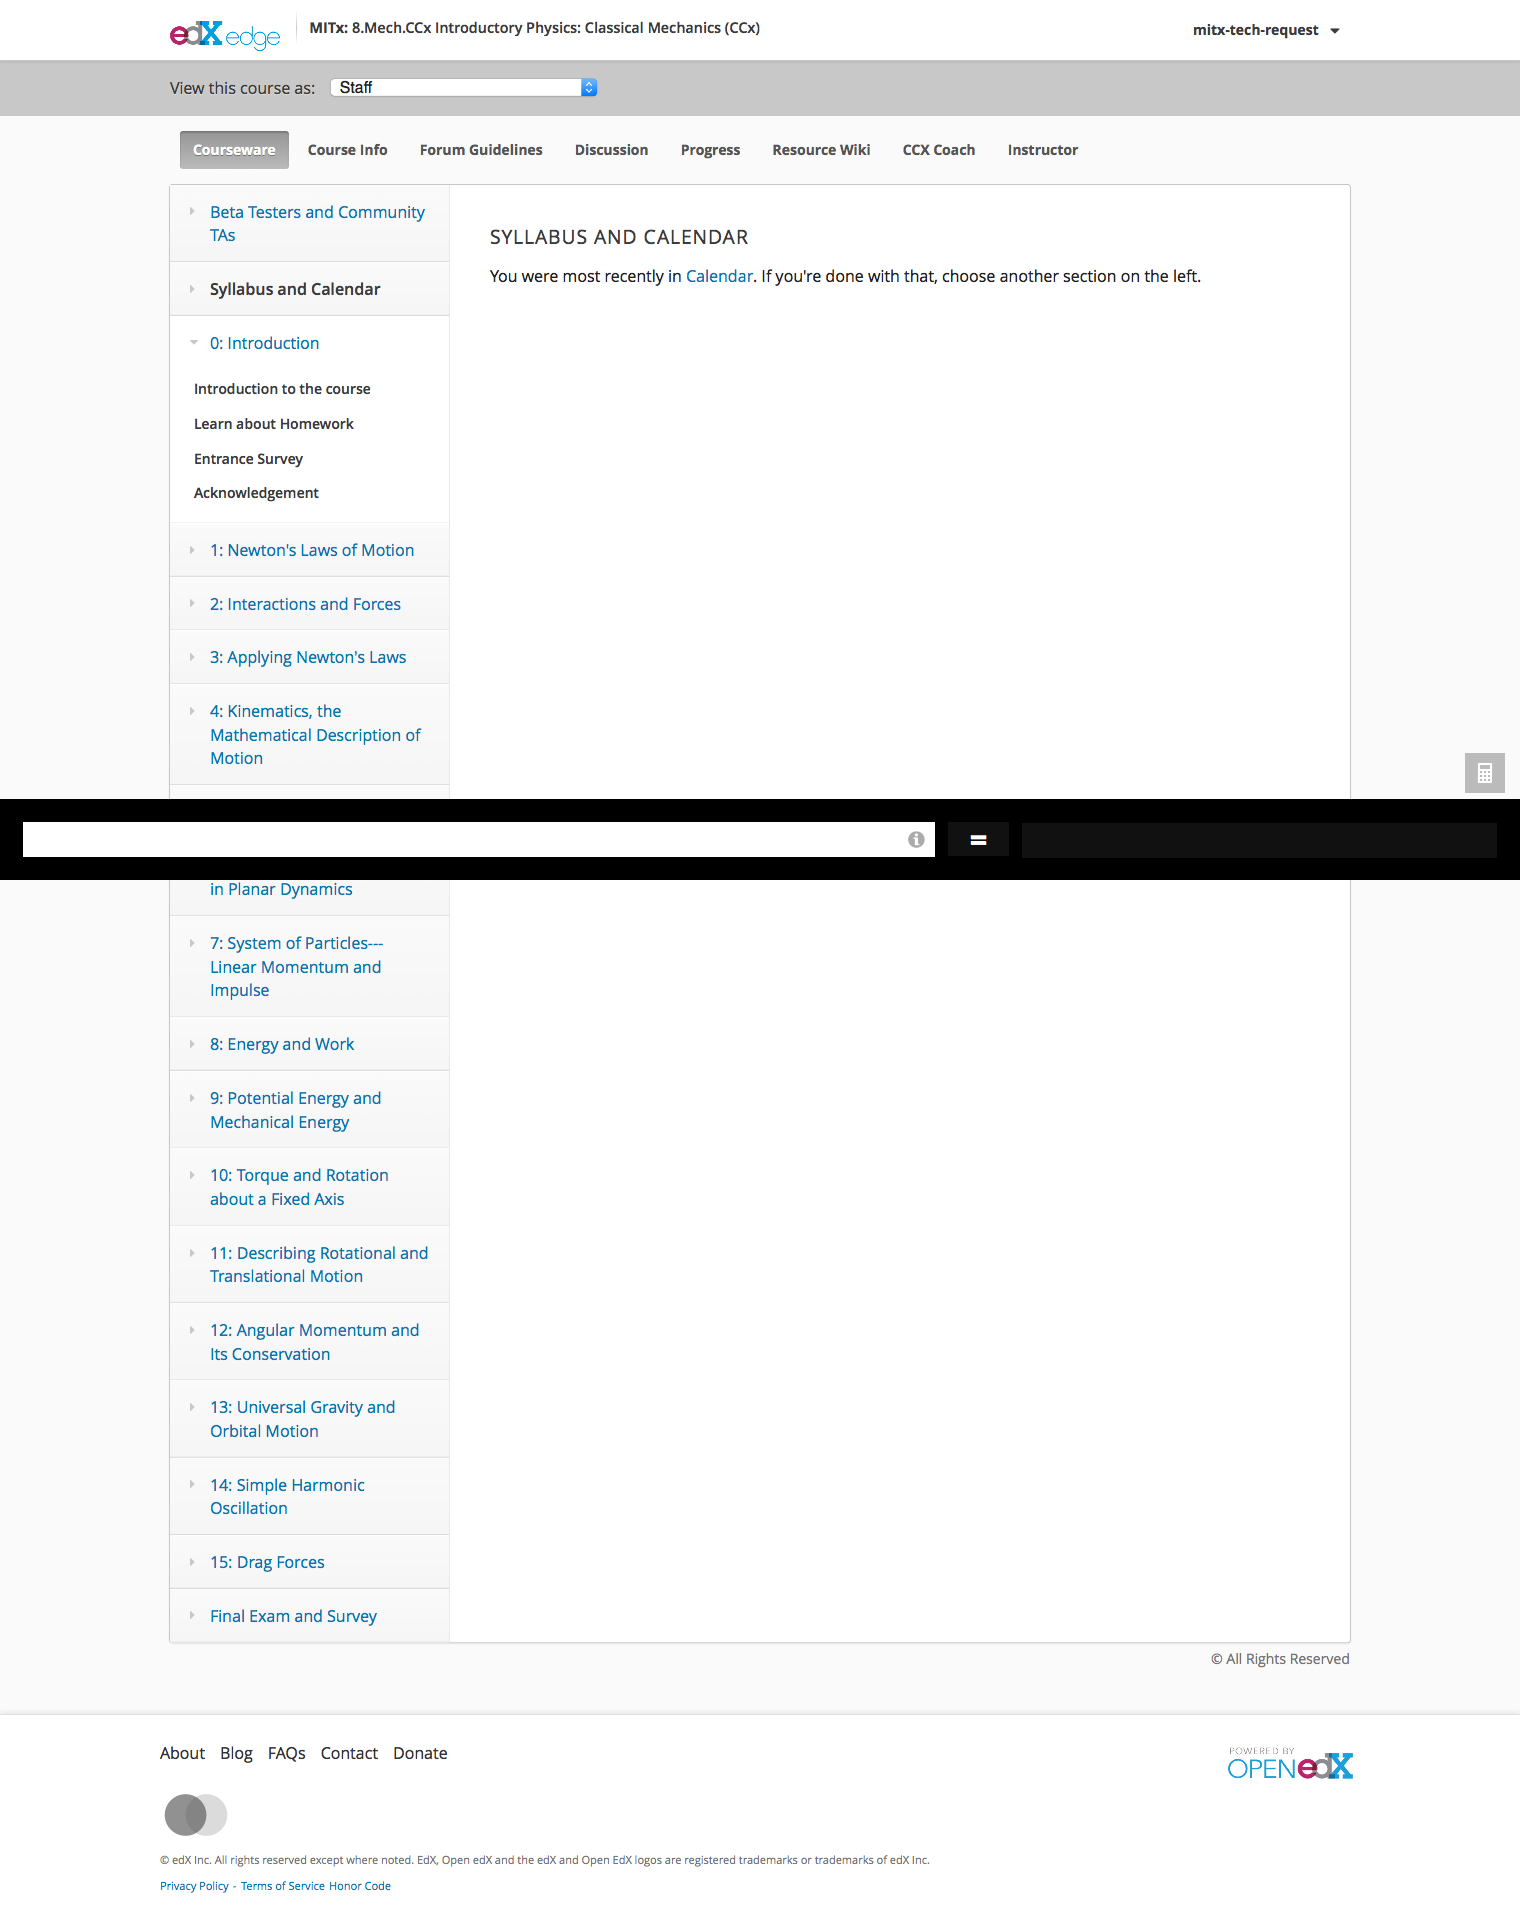 edX edge
MITx: 8.Mech.CCx Introductory Physics: Classical Mechanics (CCx)
mitx-tech-request
View this course as:
Staff
Courseware
Course Info
Forum Guidelines
Discussion
Progress
Resource Wiki
CCX Coach
Instructor
Beta Testers and Community
TAs
Syllabus and Calendar
0: Introduction
Introduction to the course
Learn about Homework
Entrance Survey
Acknowledgement
1: Newton's Laws of Motion
2: Interactions and Forces
3: Applying Newton's Laws
4: Kinematics, the
Mathematical Description of
Motion
SYLLABUS AND CALENDAR
You were most recently in Calendar. If you're done with that, choose another section on the left.
=
in Planar Dynamics
7: System of Particles---
Linear Momentum and
Impulse
8: Energy and Work
9: Potential Energy and
Mechanical Energy
10: Torque and Rotation
about a Fixed Axis
11: Describing Rotational and
Translational Motion
12: Angular Momentum and
Its Conservation
13: Universal Gravity and
Orbital Motion
14: Simple Harmonic
Oscillation
15: Drag Forces
Final Exam and Survey
© All Rights Reserved
About
Blog
FAQs
Contact
Donate
POWERED BY
OPEN edX
© edX Inc. All rights reserved except where noted. EdX, Open edX and the edX and Open EdX logos are registered trademarks or trademarks of edX Inc.
Privacy Policy - Terms of Service Honor Code